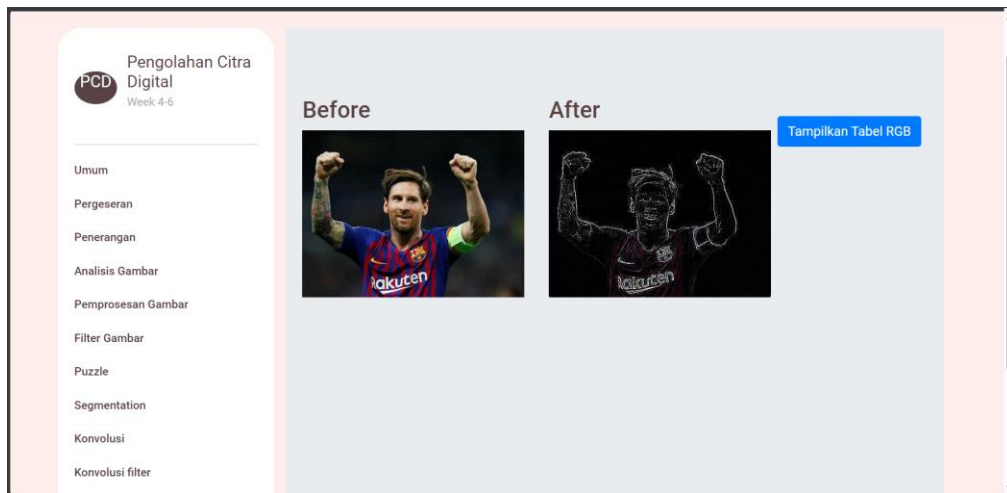 PCD
Pengolahan Citra
Digital
Week 4-6
Umum
Pergeseran
Penerangan
Analisis Gambar
Pemprosesan Gambar
Filter Gambar
Puzzle
Segmentation
Konvolusi
Konvolusi filter
Before
After
Tampilkan Tabel RGB
Rakuten
Rakuten